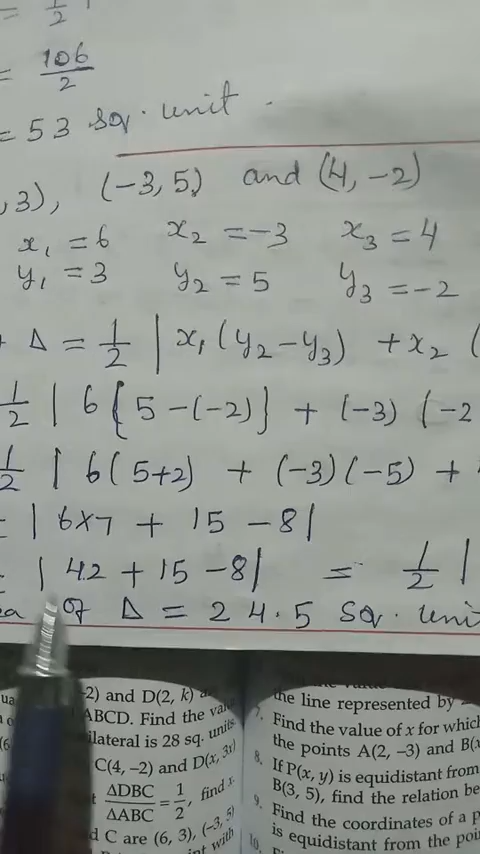 = 106/2
= 53 sq. unit.
, 3), (-3, 5) and (4, -2)
x₁ = 6 x₂ = -3 x₃ = 4
y₁ = 3 y₂ = 5 y₃ = -2
Δ = 1/2 | x₁ (y₂ - y₃) + x₂ (
1/2 | 6 { 5 - (-2)} + (-3) (-2
1/2 | 6 ( 5+2) + (-3) (-5) +
= | 6×7 + 15 - 8|
= | 42 + 15 - 8| = 1/2 |
of Δ = 24.5 sq. unit
-2) and D(2, k)
ABCD. Find the
ilateral is 28 sq. units
C(4, -2) and D(x, 3x)
ΔDBC/ΔABC = 1/2, find x.
d C are (6, 3), (-3, 5)
with
the line represented by
7. Find the value of x for which
the points A(2, -3) and B(
8. If P(x, y) is equidistant from
B(3, 5), find the relation be
9. Find the coordinates of a p
is equidistant from the poi
10.